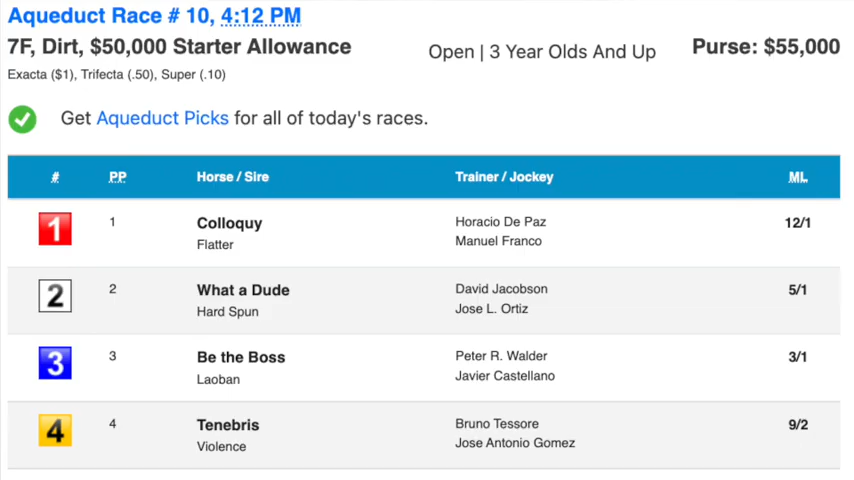 Aqueduct Race # 10, 4:12 PM
7F, Dirt, $50,000 Starter Allowance
Open | 3 Year Olds And Up
Purse: $55,000
Exacta ($1), Trifecta (.50), Super (.10)
Get Aqueduct Picks for all of today's races.
# PP Horse / Sire Trainer / Jockey ML
1 1 Colloquy Horacio De Paz 12/1
Flatter Manuel Franco
2 2 What a Dude David Jacobson 5/1
Hard Spun Jose L. Ortiz
3 3 Be the Boss Peter R. Walder 3/1
Laoban Javier Castellano
4 4 Tenebris Bruno Tessore 9/2
Violence Jose Antonio Gomez